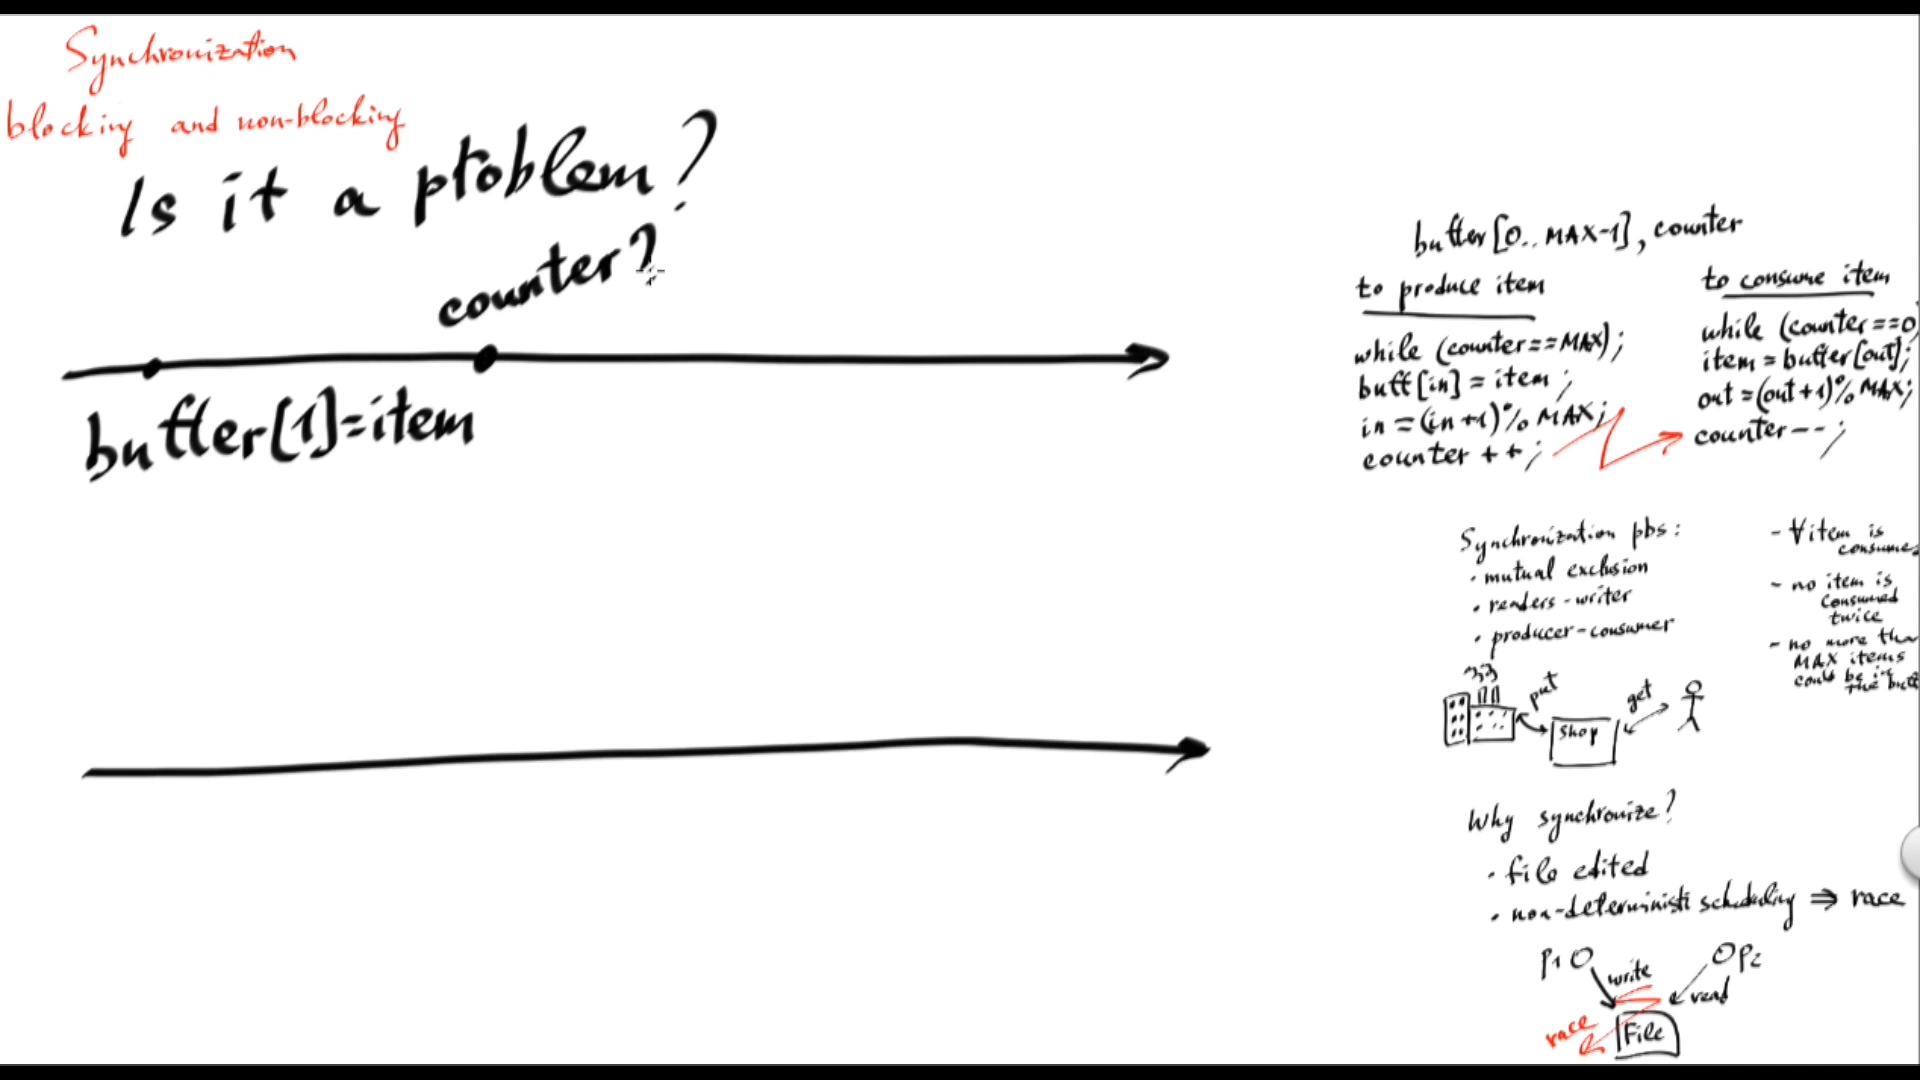 Synchronization
blocking and non-blocking
Is it a problem?
counter?
buffer[1]=item
buffer[0..MAX-1], counter
to produce item
while (counter==MAX);
buff[in] = item;
in = (in+1)% MAX;
counter ++;
to consume item
while (counter==0
item = buffer[out];
out = (out+1)% MAX;
counter--;
Synchronization pbs:
• mutual exclusion
• readers-writer
• producer-consumer
- ∀item is
consume
- no item is
consumed
twice
- no more tha
MAX items
could be in
the buff
put
get
Shop
Why synchronize?
• file edited
• non-deterministi scheduling ⇒ race
P1
P2
write
read
race
File